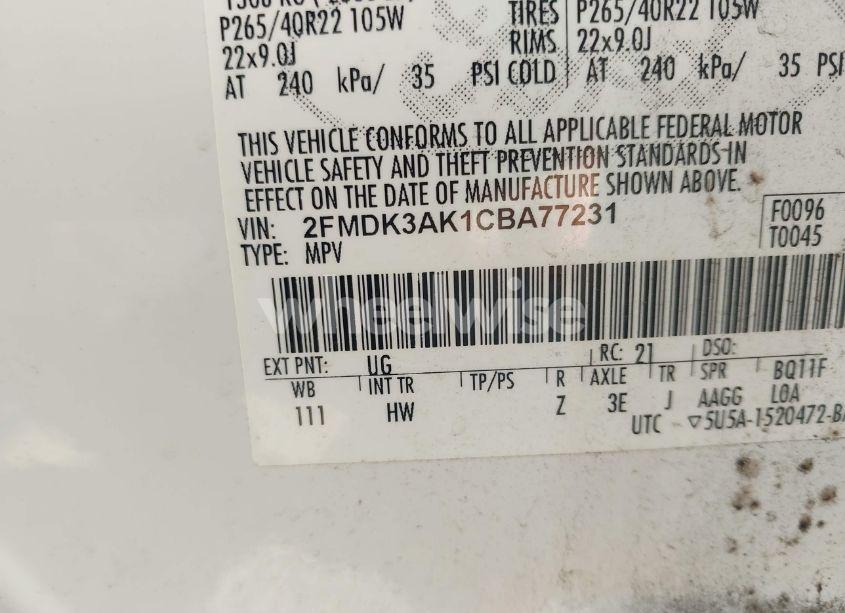 P265/40R22 105W TIRES P265/40R22 105W
22x9.0J RIMS 22x9.0J
AT 240 kPa/ 35 PSI COLD AT 240 kPa/ 35 PSI
THIS VEHICLE CONFORMS TO ALL APPLICABLE FEDERAL MOTOR
VEHICLE SAFETY AND THEFT PREVENTION STANDARDS IN
EFFECT ON THE DATE OF MANUFACTURE SHOWN ABOVE.
VIN: 2FMDK3AK1CBA77231 F0096
TYPE: MPV T0045
wheelwise
EXT PNT: UG RC: 21 DSO:
WB INT TR TP/PS R AXLE TR SPR BQ11F
111 HW Z 3E J AAGG LOA
UTC ▽5U5A-1520472-B